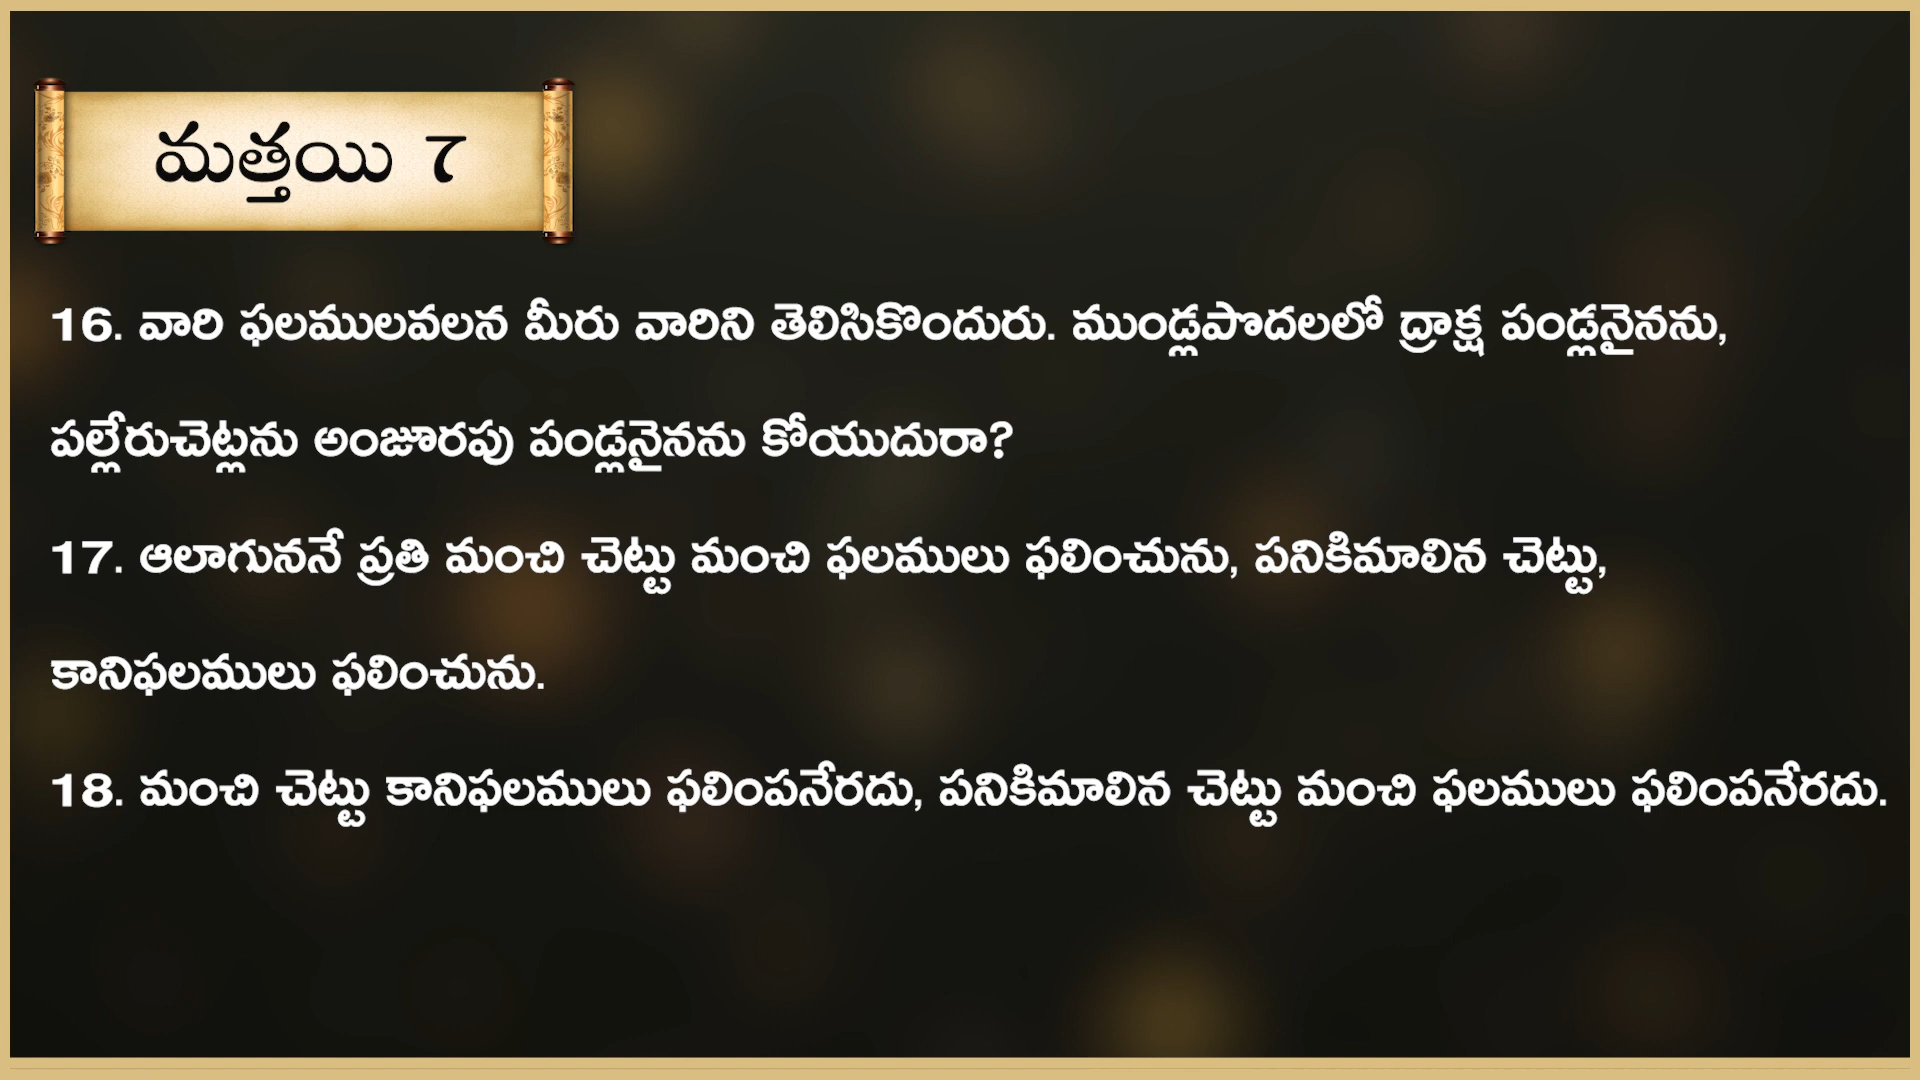 మత్తయి 7
16. వారి ఫలములవలన మీరు వారిని తెలిసికొందురు. ముండ్లపొదలలో ద్రాక్ష పండ్లనైనను,
పల్లేరుచెట్లను అంజూరపు పండ్లనైనను కోయుదురా?
17. ఆలాగుననే ప్రతి మంచి చెట్టు మంచి ఫలములు ఫలించును, పనికిమాలిన చెట్టు,
కానిఫలములు ఫలించును.
18. మంచి చెట్టు కానిఫలములు ఫలింపనేరదు, పనికిమాలిన చెట్టు మంచి ఫలములు ఫలింపనేరదు.